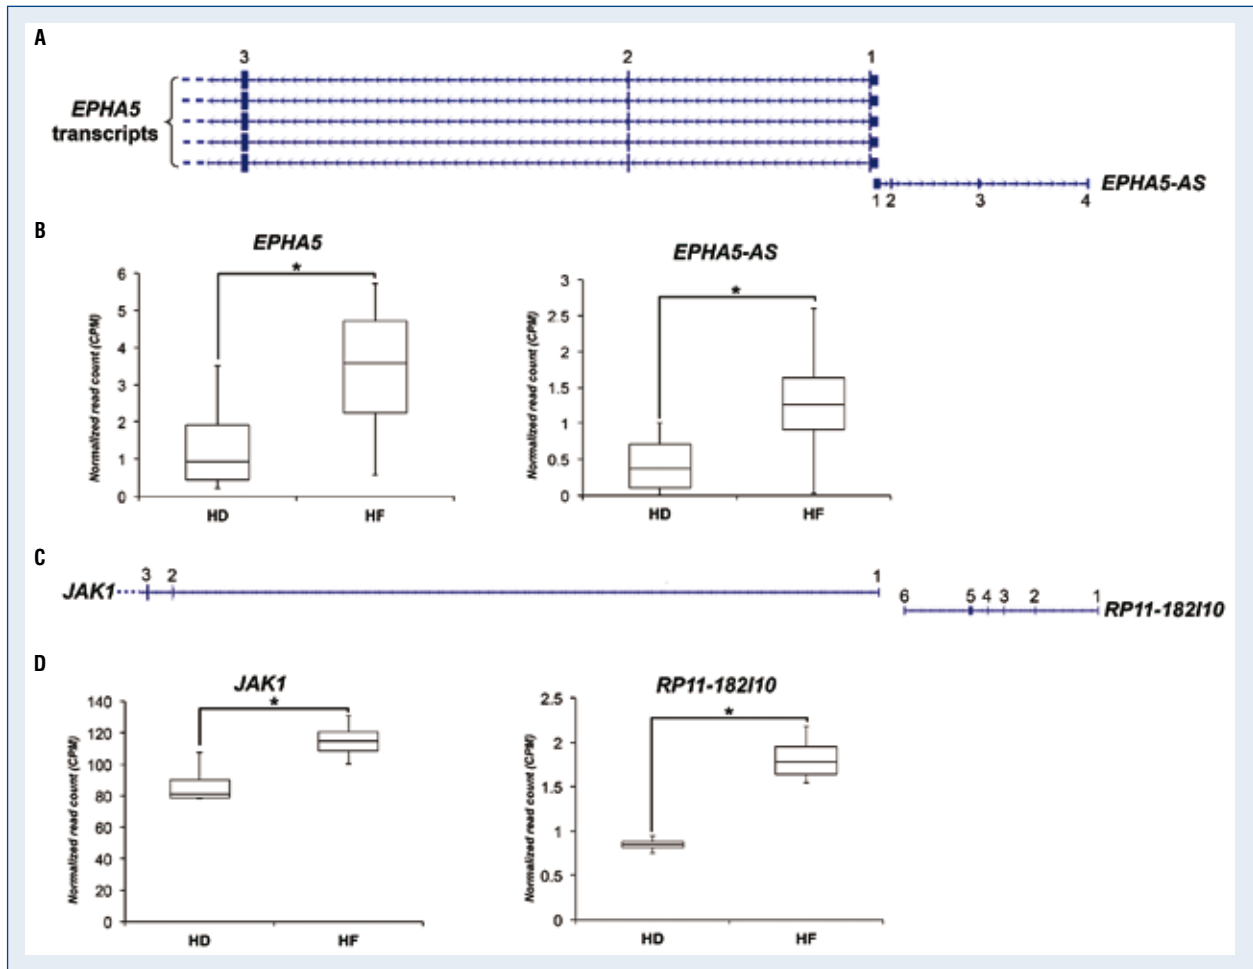 A
3 2 1
EPHA5
transcripts
EPHA5-AS
1 2 3 4
B
EPHA5
*
Normalized read count (CPM)
6
5
4
3
2
1
0
HD HF
EPHA5-AS
*
Normalized read count (CPM)
3
2.5
2
1.5
1
0.5
0
HD HF
C
3 2 1
JAK1
6 5 4 3 2 1
RP11-182I10
D
JAK1
*
Normalized read count (CPM)
140
120
100
80
60
40
20
0
HD HF
RP11-182I10
*
Normalized read count (CPM)
2.5
2
1.5
1
0.5
0
HD HF